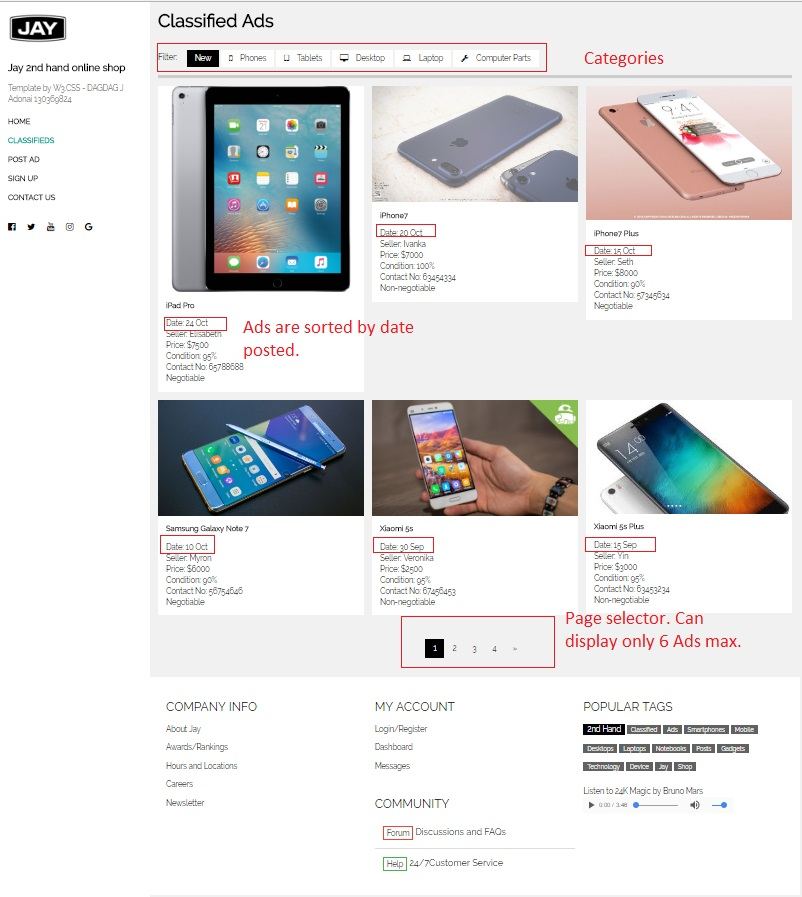 JAY
Jay 2nd hand online shop
Template by W3.CSS - DAGDAG J
Adonai 130369824
HOME
CLASSIFIEDS
POST AD
SIGN UP
CONTACT US
Classified Ads
Filter: New Phones Tablets Desktop Laptop Computer Parts
Categories
iPad Pro
Date: 24 Oct
Seller: Elisabeth
Price: $7500
Condition: 95%
Contact No: 65788688
Negotiable
Ads are sorted by date
posted.
iPhone7
Date: 20 Oct
Seller: Ivanka
Price: $7000
Condition: 100%
Contact No: 63454334
Non-negotiable
9:41
iPhone7 Plus
Date: 15 Oct
Seller: Seth
Price: $8000
Condition: 90%
Contact No: 57345634
Negotiable
Samsung Galaxy Note 7
Date: 10 Oct
Seller: Myron
Price: $6000
Condition: 90%
Contact No: 56754646
Negotiable
Xiaomi 5s
Date: 30 Sep
Seller: Veronika
Price: $2500
Condition: 95%
Contact No: 67456453
Non-negotiable
14:00
Xiaomi 5s Plus
Date: 15 Sep
Seller: Yin
Price: $3000
Condition: 95%
Contact No: 63453234
Non-negotiable
1 2 3 4 »
Page selector. Can
display only 6 Ads max.
COMPANY INFO
About Jay
Awards/Rankings
Hours and Locations
Careers
Newsletter
MY ACCOUNT
Login/Register
Dashboard
Messages
COMMUNITY
Forum Discussions and FAQs
Help 24/7Customer Service
POPULAR TAGS
2nd Hand Classified Ads Smartphones Mobile
Desktops Laptops Notebooks Posts Gadgets
Technology Device Jay Shop
Listen to 24K Magic by Bruno Mars
0:00 / 3:46